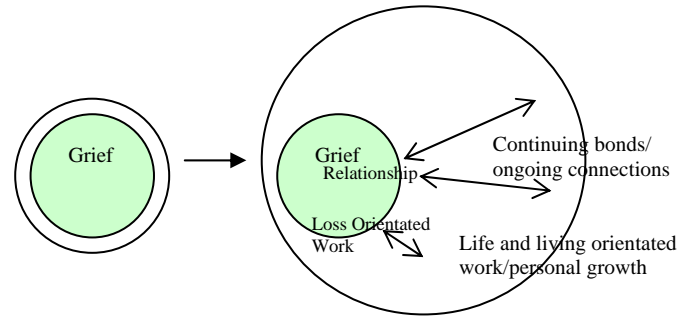 Grief
Grief
Relationship
Loss Orientated
Work
Continuing bonds/
ongoing connections
Life and living orientated
work/personal growth